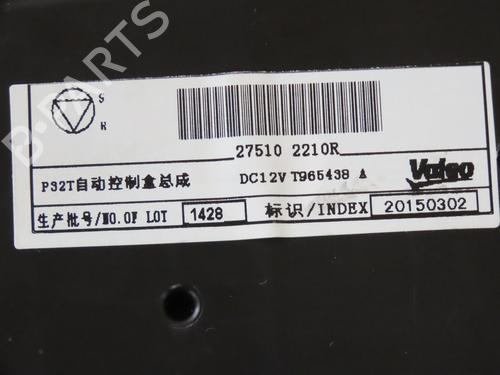 B-PARTS
S
R
27510 2210R
P32T自动控制盒总成 DC12V T965438 A Valeo
生产批号/NO.OF LOT 1428 标识/INDEX 20150302